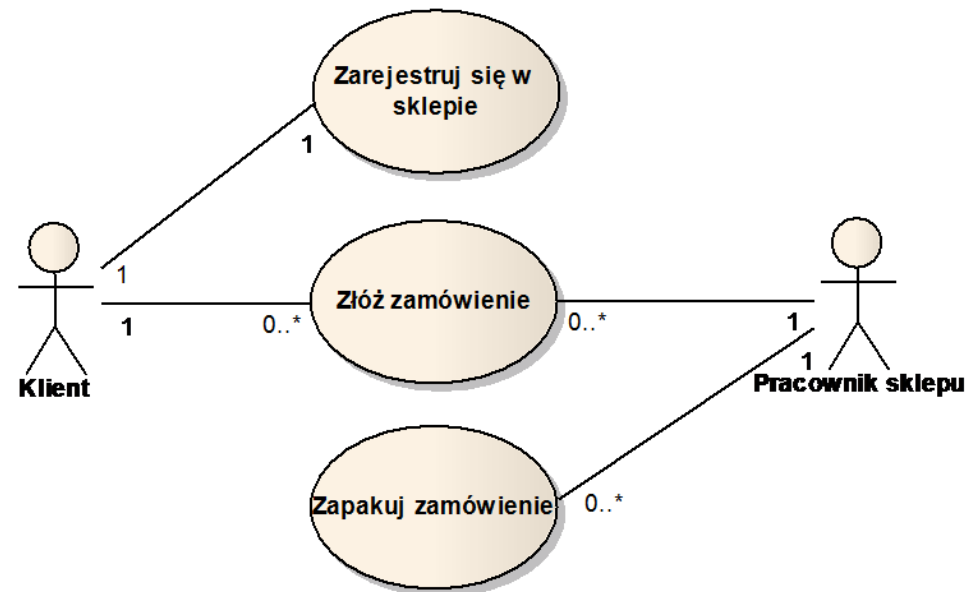 Zarejestruj się w
sklepie
1
1
Złóż zamówienie
1
0..*
0..*
1
1
Klient
Pracownik sklepu
Zapakuj zamówienie
0..*